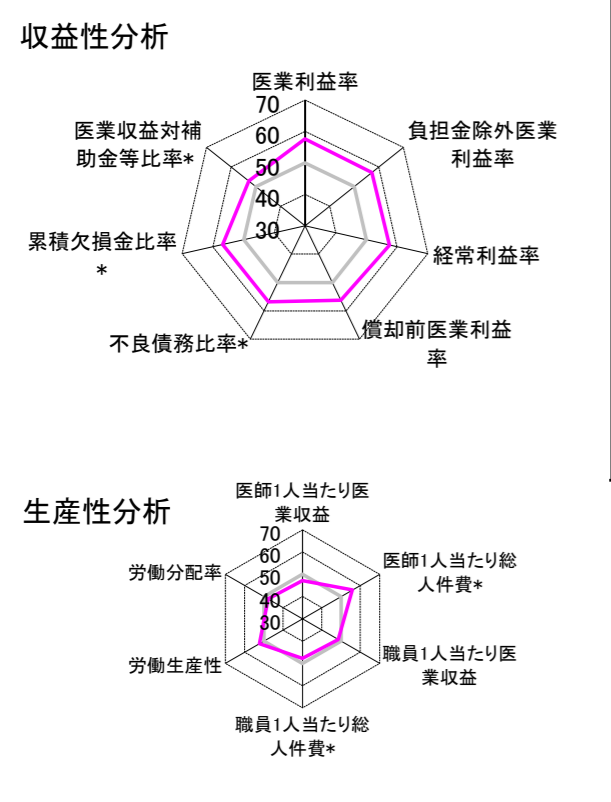 収益性分析
医業利益率
70
60
50
40
30
負担金除外医業
利益率
経常利益率
償却前医業利益
率
不良債務比率*
累積欠損金比率
*
医業収益対補
助金等比率*
生産性分析
医師1人当たり医
業収益
70
60
50
40
30
医師1人当たり総
人件費*
職員1人当たり医
業収益
職員1人当たり総
人件費*
労働生産性
労働分配率